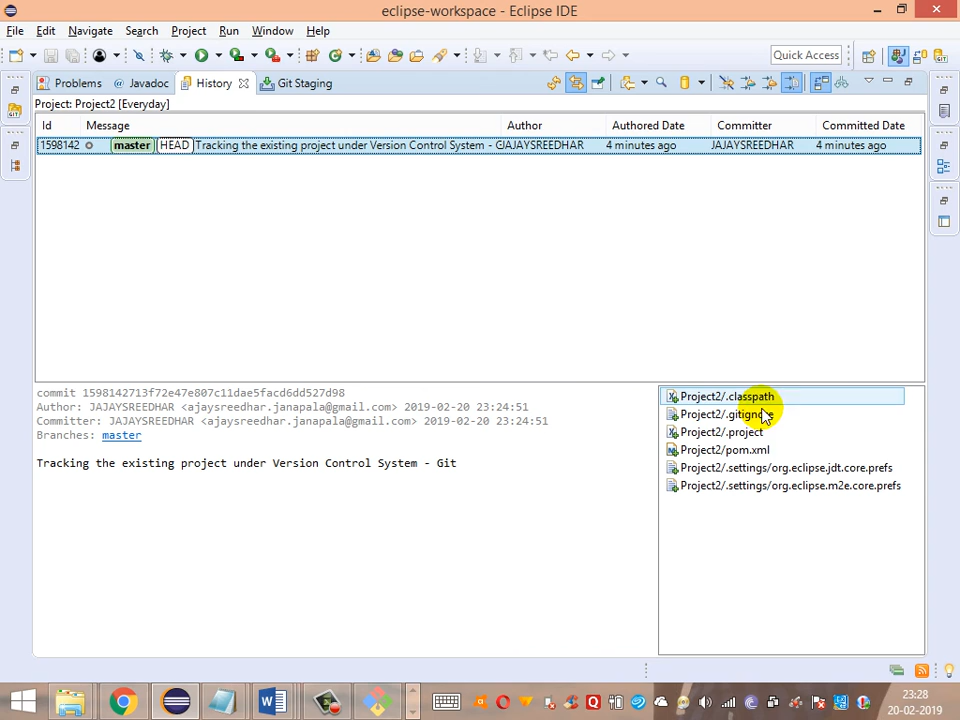 eclipse-workspace - Eclipse IDE
File Edit Navigate Search Project Run Window Help
Quick Access
Problems @ Javadoc History Git Staging
Project: Project2 [Everyday]
Id Message Author Authored Date Committer Committed Date
1598142 master HEAD Tracking the existing project under Version Control System - G JAJAYSREEDHAR 4 minutes ago JAJAYSREEDHAR 4 minutes ago
commit 1598142713f72e47e807c11dae5facd6dd527d98
Author: JAJAYSREEDHAR <ajaysreedhar.janapala@gmail.com> 2019-02-20 23:24:51
Committer: JAJAYSREEDHAR <ajaysreedhar.janapala@gmail.com> 2019-02-20 23:24:51
Branches: master
Tracking the existing project under Version Control System - Git
Project2/.classpath
Project2/.gitignore
Project2/.project
Project2/pom.xml
Project2/.settings/org.eclipse.jdt.core.prefs
Project2/.settings/org.eclipse.m2e.core.prefs
23:28
20-02-2019